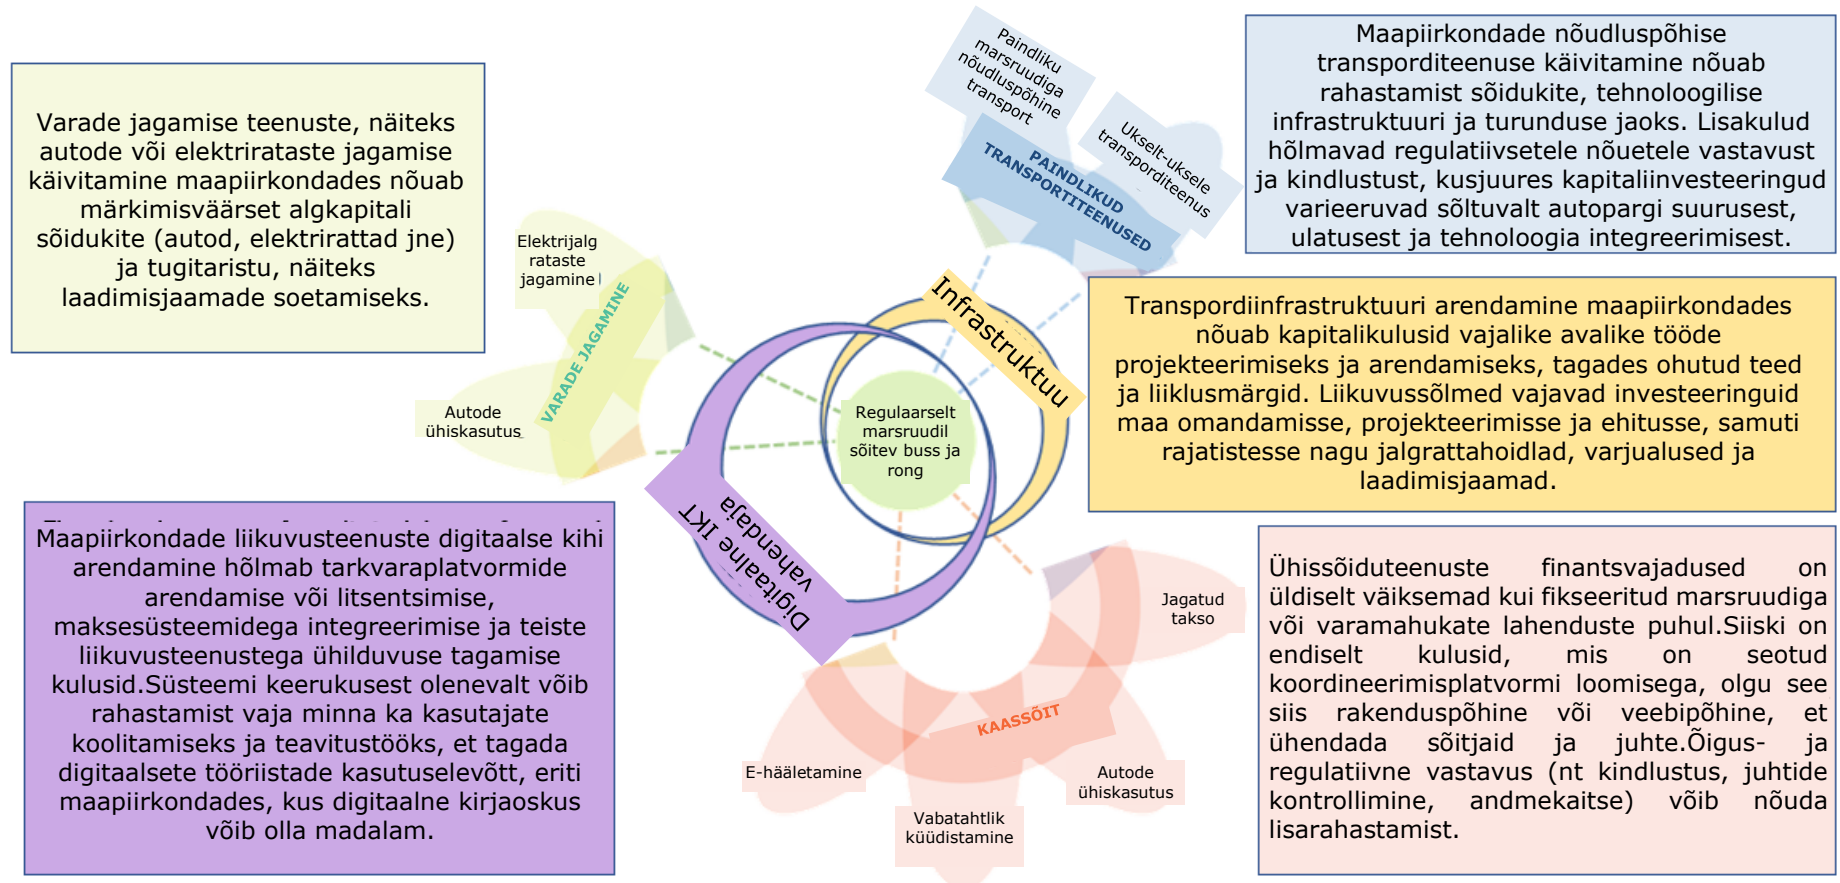 Varade jagamise teenuste, näiteks
autode või elektrirataste jagamise
käivitamine maapiirkondades nõuab
märkimisväärset algkapitali
sõidukite (autod, elektrirattad jne)
ja tugitaristu, näiteks
laadimisjaamade soetamiseks.
Paindliku
marsruudiga
nõudluspõhine
transport
Ukselt-uksele
transporditeenus
PAINDLIKUD
TRANSPORTITEENUSED
Maapiirkondade nõudluspõhise
transporditeenuse käivitamine nõuab
rahastamist sõidukite, tehnoloogilise
infrastruktuuri ja turunduse jaoks. Lisakulud
hõlmavad regulatiivsetele nõuetele vastavust
ja kindlustust, kusjuures kapitaliinvesteeringud
varieeruvad sõltuvalt autopargi suurusest,
ulatusest ja tehnoloogia integreerimisest.
Elektrijalg
rataste
jagamine
VARADE JAGAMINE
Autode
ühiskasutus
Infrastruktuu
Regulaarselt
marsruudil
sõitev buss ja
rong
Digitaalne IKT
vahendaja
Transpordiinfrastruktuuri arendamine maapiirkondades
nõuab kapitalikulusid vajalike avalike tööde
projekteerimiseks ja arendamiseks, tagades ohutud teed
ja liiklusmärgid. Liikuvussõlmed vajavad investeeringuid
maa omandamisse, projekteerimisse ja ehitusse, samuti
rajatistesse nagu jalgrattahoidlad, varjualused ja
laadimisjaamad.
Maapiirkondade liikuvusteenuste digitaalse kihi
arendamine hõlmab tarkvaraplatvormide
arendamise või litsentsimise,
maksesüsteemidega integreerimise ja teiste
liikuvusteenustega ühilduvuse tagamise
kulusid.Süsteemi keerukusest olenevalt võib
rahastamist vaja minna ka kasutajate
koolitamiseks ja teavitustööks, et tagada
digitaalsete tööriistade kasutuselevõtt, eriti
maapiirkondades, kus digitaalne kirjaoskus
võib olla madalam.
Jagatud
takso
KAASSÕIT
E-hääletamine
Vabatahtlik
küüdistamine
Autode
ühiskasutus
Ühissõiduteenuste finantsvajadused on
üldiselt väiksemad kui fikseeritud marsruudiga
või varamahukate lahenduste puhul.Siiski on
endiselt kulusid, mis on seotud
koordineerimisplatvormi loomisega, olgu see
siis rakenduspõhine või veebipõhine, et
ühendada sõitjaid ja juhte.Õigus- ja
regulatiivne vastavus (nt kindlustus, juhtide
kontrollimine, andmekaitse) võib nõuda
lisarahastamist.